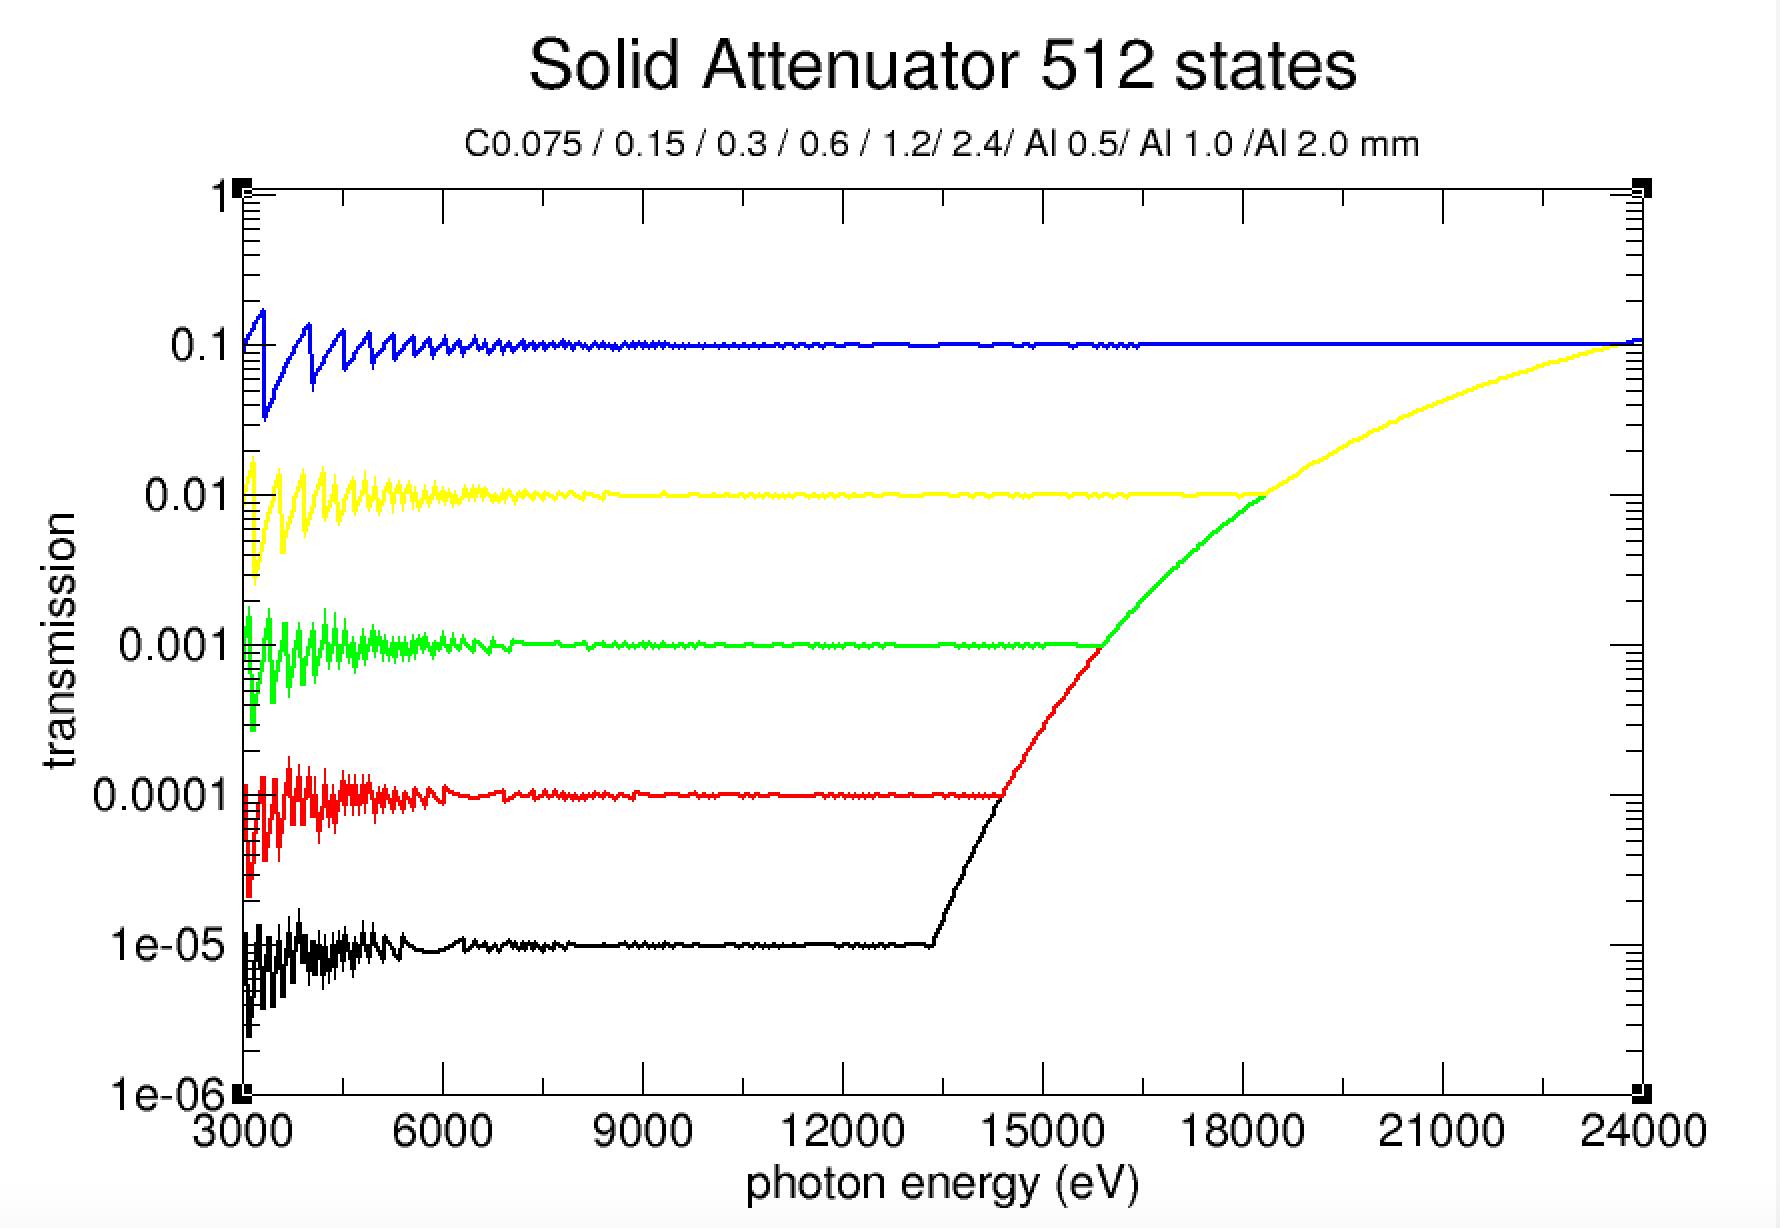 Solid Attenuator 512 states
C0.075 / 0.15 / 0.3 / 0.6 / 1.2/ 2.4/ Al 0.5/ Al 1.0 /Al 2.0 mm
1
0.1
0.01
0.001
0.0001
1e-05
1e-06
transmission
3000 6000 9000 12000 15000 18000 21000 24000
photon energy (eV)